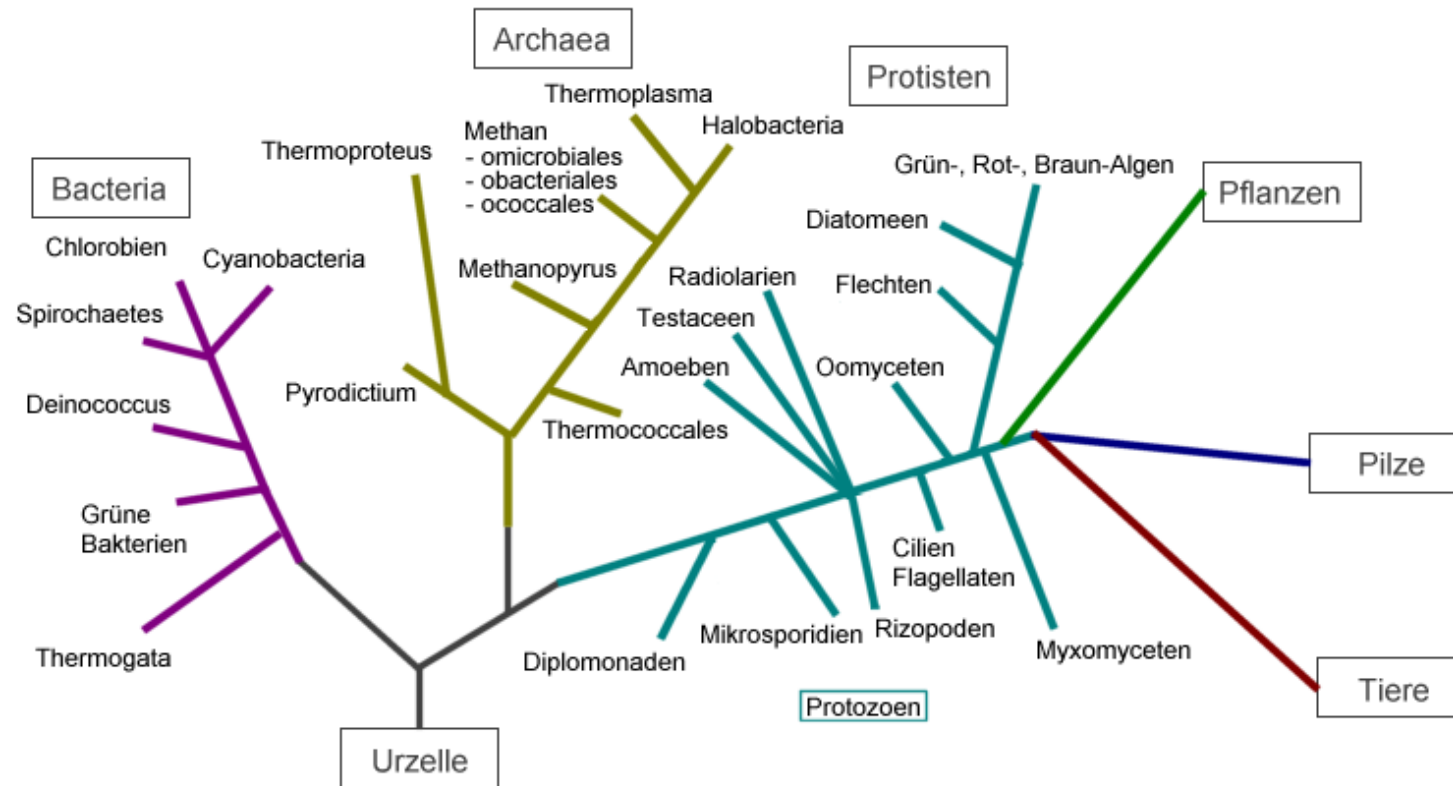 Archaea
Protisten
Thermoplasma
Halobacteria
Methan
- omicrobiales
- obacteriales
- ococcales
Thermoproteus
Grün-, Rot-, Braun-Algen
Bacteria
Pflanzen
Diatomeen
Chlorobien
Cyanobacteria
Methanopyrus
Radiolarien
Flechten
Spirochaetes
Testaceen
Amoeben
Oomyceten
Pyrodictium
Deinococcus
Thermococcales
Pilze
Grüne
Bakterien
Cilien
Flagellaten
Rizopoden
Mikrosporidien
Myxomyceten
Thermogata
Diplomonaden
Tiere
Protozoen
Urzelle